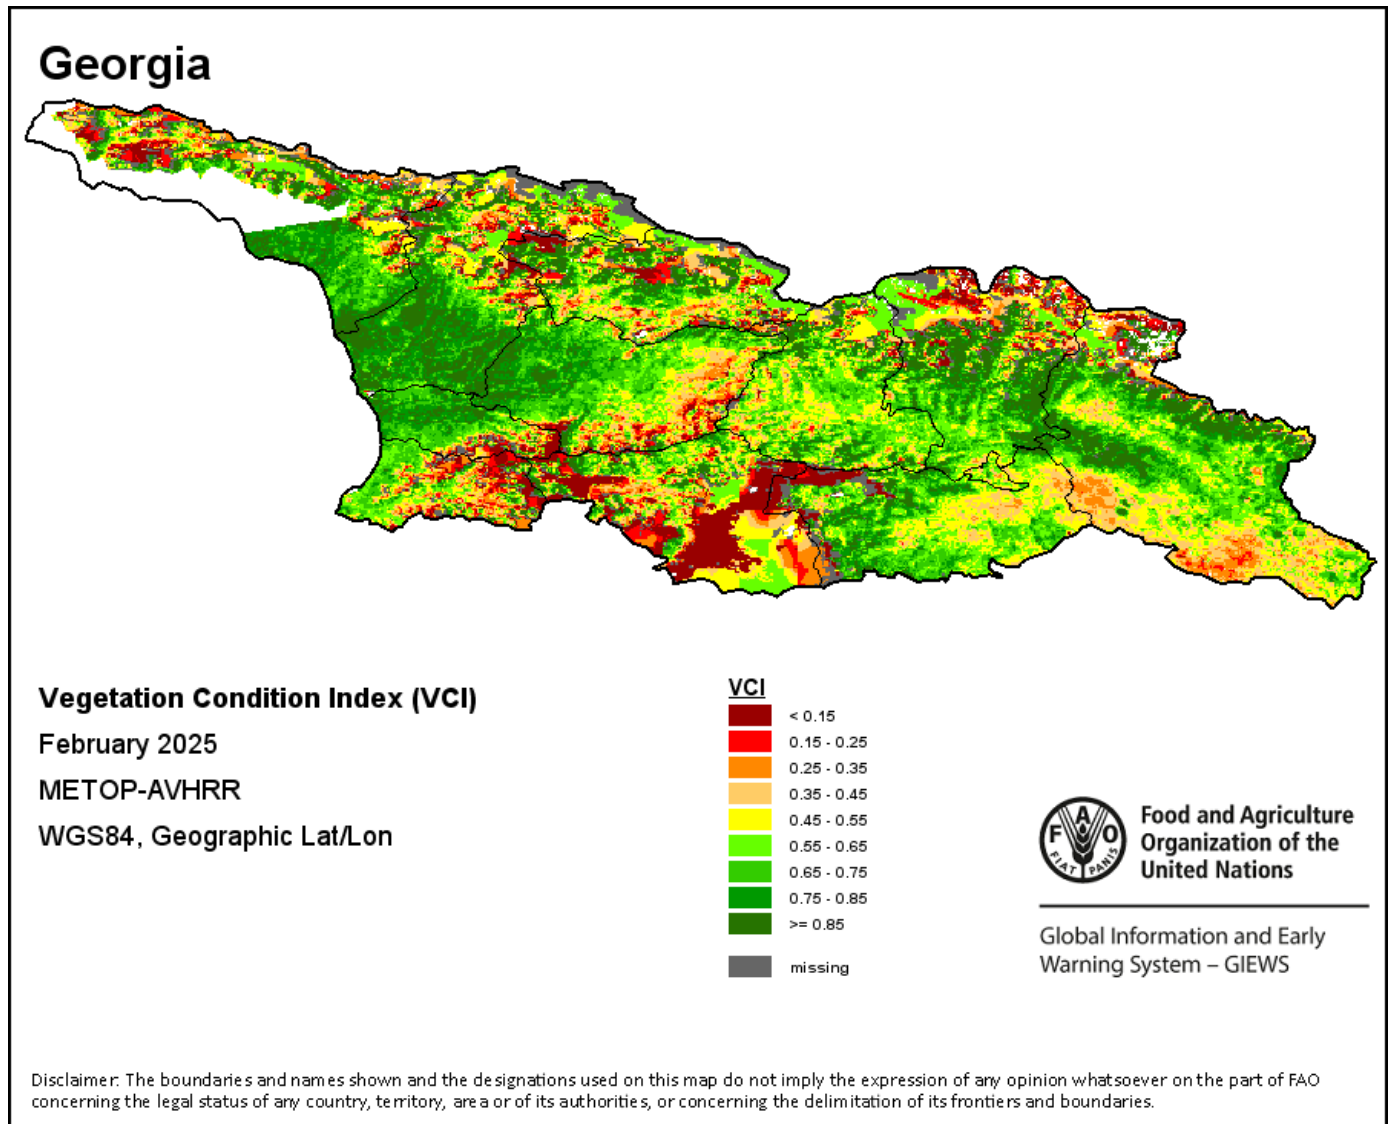 Georgia
Vegetation Condition Index (VCI)
February 2025
METOP-AVHRR
WGS84, Geographic Lat/Lon
VCI
< 0.15
0.15 - 0.25
0.25 - 0.35
0.35 - 0.45
0.45 - 0.55
0.55 - 0.65
0.65 - 0.75
0.75 - 0.85
>= 0.85
missing
F A O
FIAT PANIS
Food and Agriculture
Organization of the
United Nations
Global Information and Early
Warning System – GIEWS
Disclaimer: The boundaries and names shown and the designations used on this map do not imply the expression of any opinion whatsoever on the part of FAO
concerning the legal status of any country, territory, area or of its authorities, or concerning the delimitation of its frontiers and boundaries.